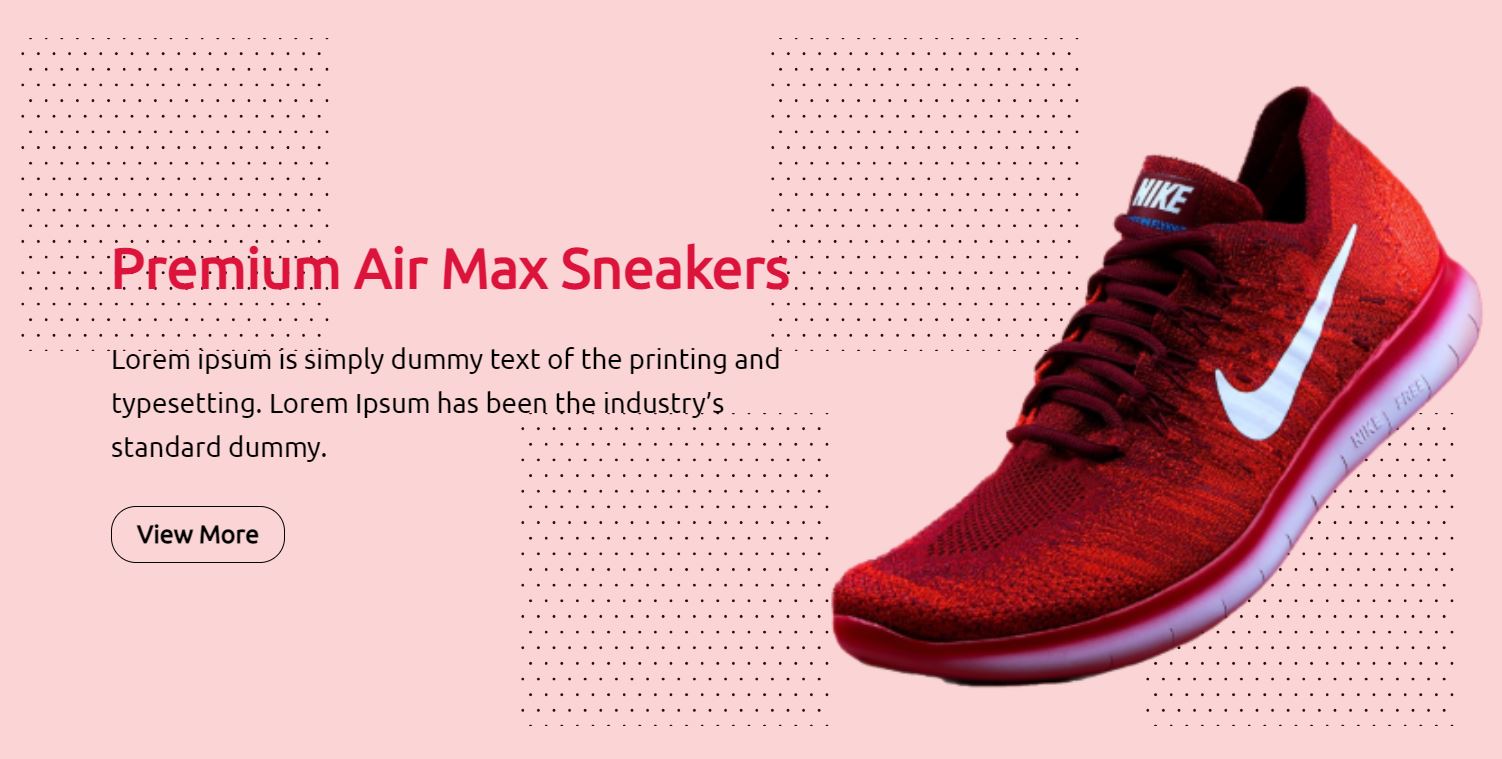 NIKE
Premium Air Max Sneakers
Lorem ipsum is simply dummy text of the printing and
typesetting. Lorem Ipsum has been the industry’s
standard dummy.
NIKE FREE
View More